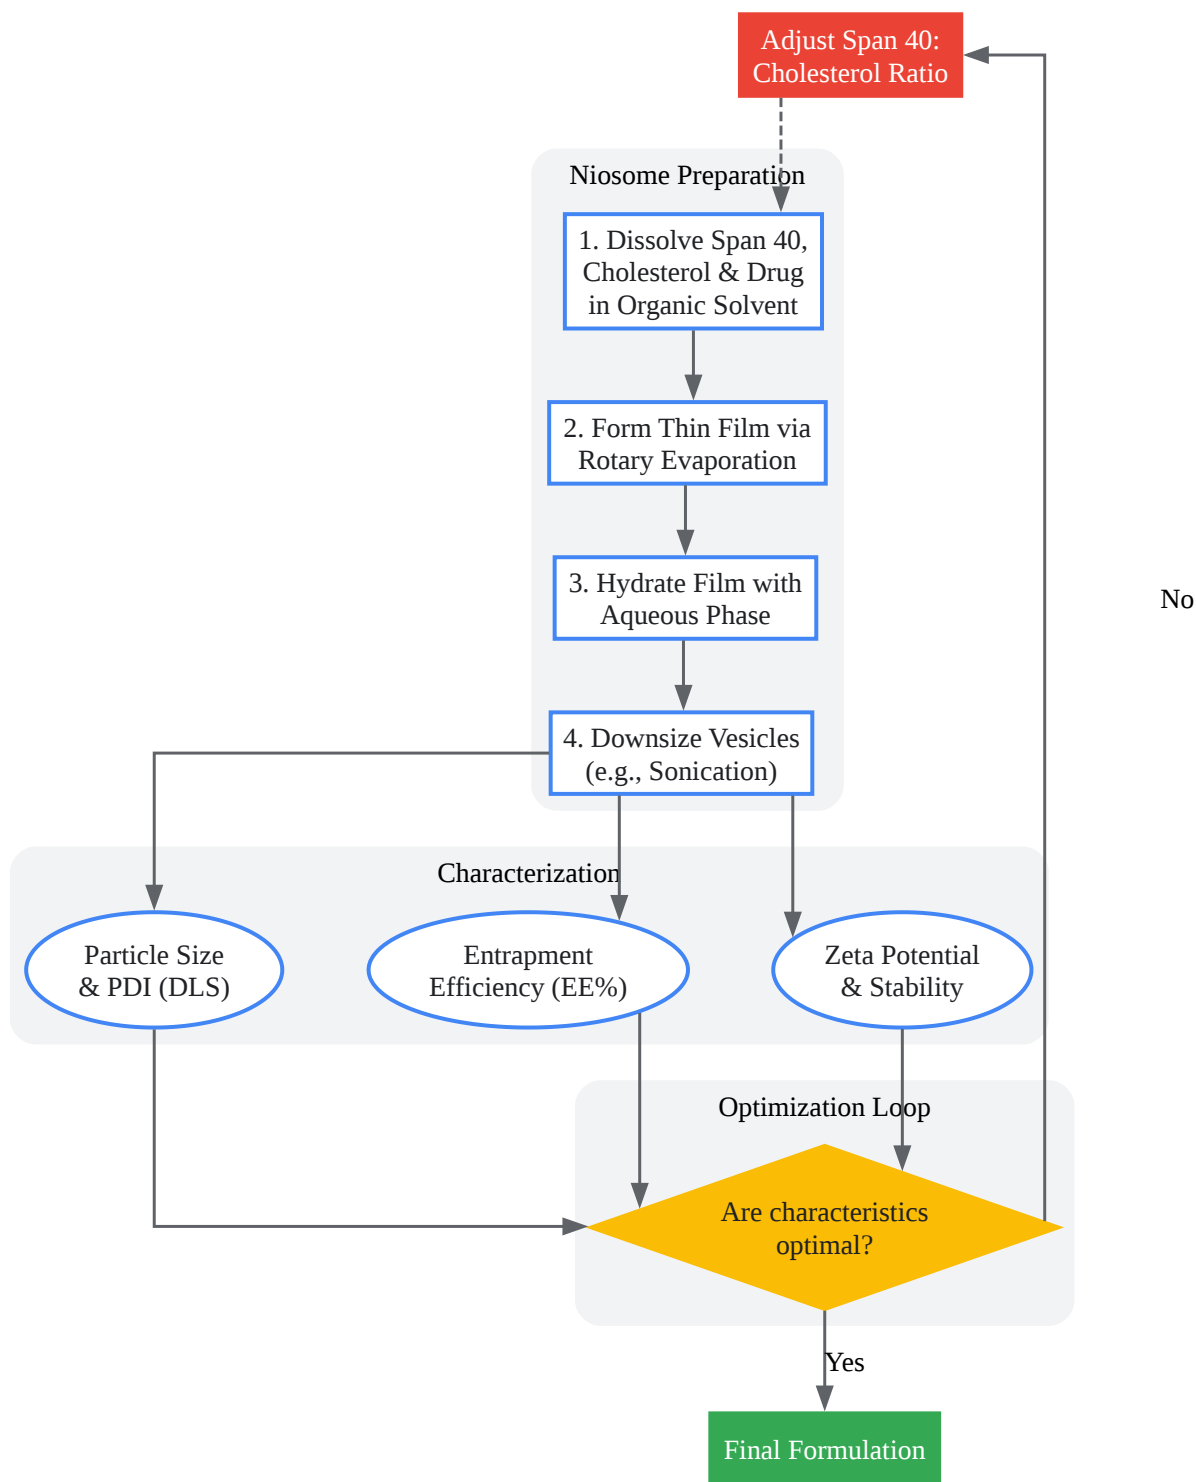 Adjust Span 40:
Cholesterol Ratio
Niosome Preparation
1. Dissolve Span 40,
Cholesterol & Drug
in Organic Solvent
2. Form Thin Film via
Rotary Evaporation
3. Hydrate Film with
Aqueous Phase
No
4. Downsize Vesicles
(e.g., Sonication)
Characterization
Particle Size
& PDI (DLS)
Entrapment
Efficiency (EE%)
Zeta Potential
& Stability
Optimization Loop
Are characteristics
optimal?
Yes
Final Formulation